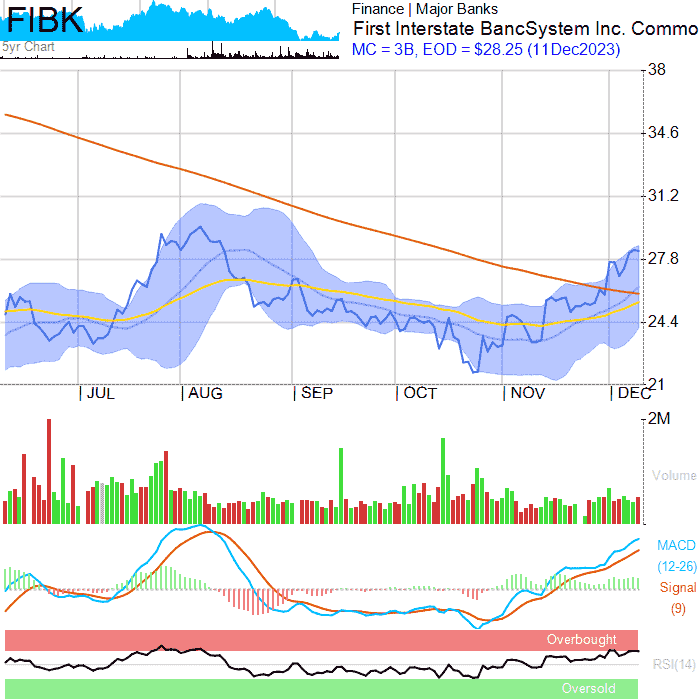 FIBK
5yr Chart
Finance | Major Banks
First Interstate BancSystem Inc. Commo
MC = 3B, EOD = $28.25 (11Dec2023)
38
34.6
31.2
27.8
24.4
21
JUL AUG SEP OCT NOV DEC
2M
Volume
MACD
(12-26)
Signal
(9)
Overbought
RSI(14)
Oversold